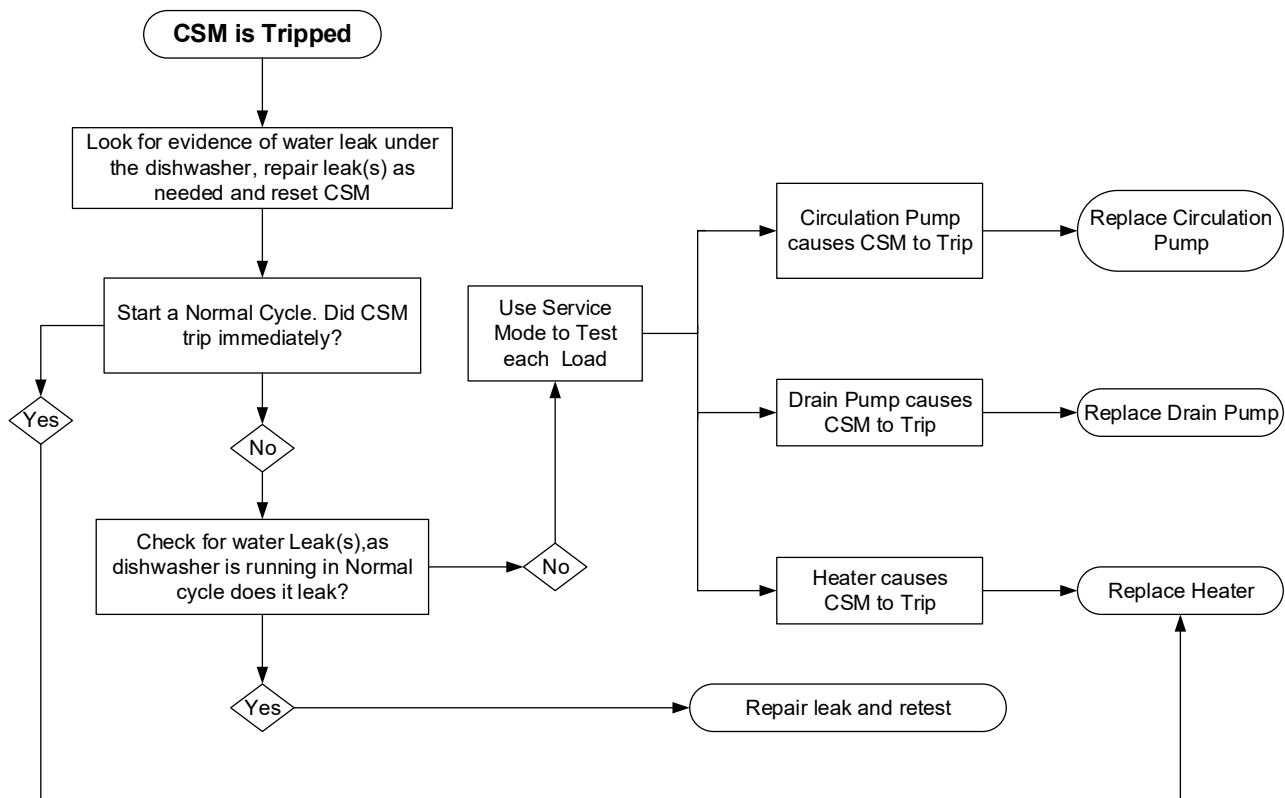 CSM is Tripped
Look for evidence of water leak under
the dishwasher, repair leak(s) as
needed and reset CSM
Start a Normal Cycle. Did CSM
trip immediately?
Yes
No
Check for water Leak(s),as
dishwasher is running in Normal
cycle does it leak?
No
Yes
Repair leak and retest
Use Service
Mode to Test
each Load
Circulation Pump
causes CSM to Trip
Replace Circulation
Pump
Drain Pump causes
CSM to Trip
Replace Drain Pump
Heater causes
CSM to Trip
Replace Heater